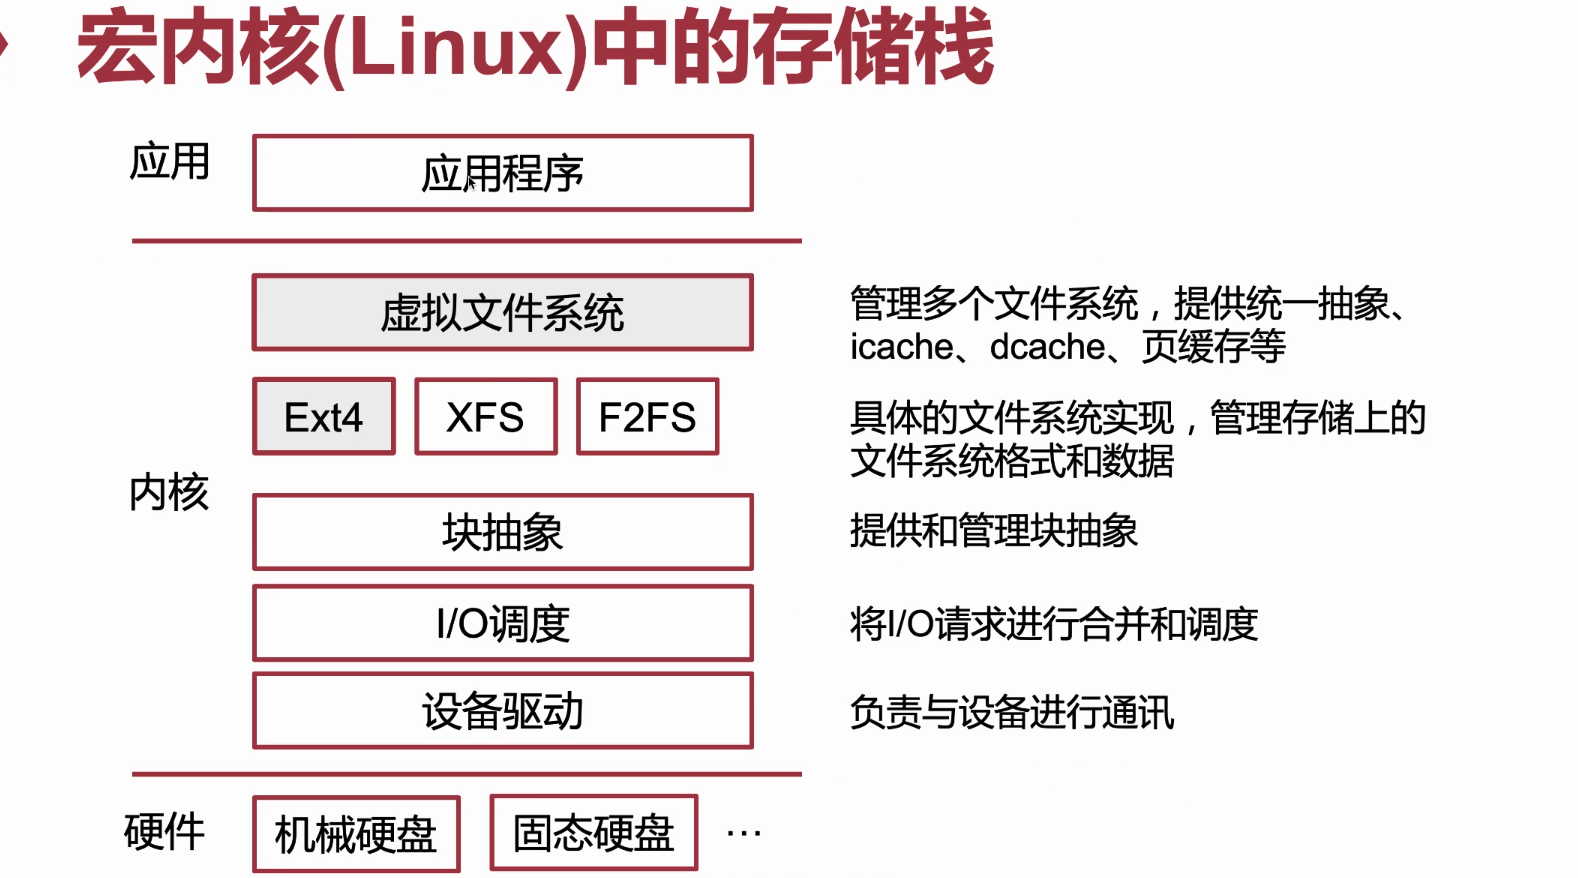 宏内核(Linux)中的存储栈
应用
应用程序
虚拟文件系统
管理多个文件系统，提供统一抽象、
icache、dcache、页缓存等
Ext4
XFS
F2FS
具体的文件系统实现，管理存储上的
文件系统格式和数据
内核
块抽象
提供和管理块抽象
I/O调度
将I/O请求进行合并和调度
设备驱动
负责与设备进行通讯
硬件
机械硬盘
固态硬盘
…